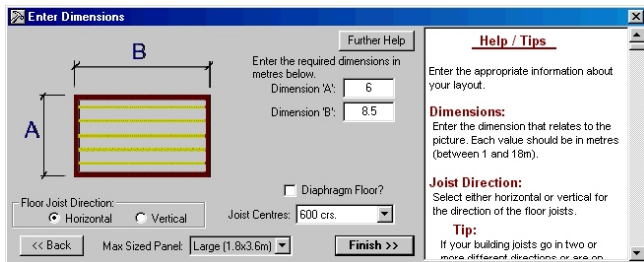 Enter Dimensions
B
A
Further Help
Enter the required dimensions in
metres below.
Dimension 'A': 6
Dimension 'B': 8.5
Diaphragm Floor?
Floor Joist Direction:
Horizontal Vertical
Joist Centres: 600 crs.
<< Back Max Sized Panel: Large (1.8x3.6m) Finish >>
Help / Tips
Enter the appropriate information about
your layout.
Dimensions:
Enter the dimension that relates to the
picture. Each value should be in metres
(between 1 and 18m).
Joist Direction:
Select either horizontal or vertical for
the direction of the floor joists.
Tip:
If your building joists go in two or
more different directions or are on